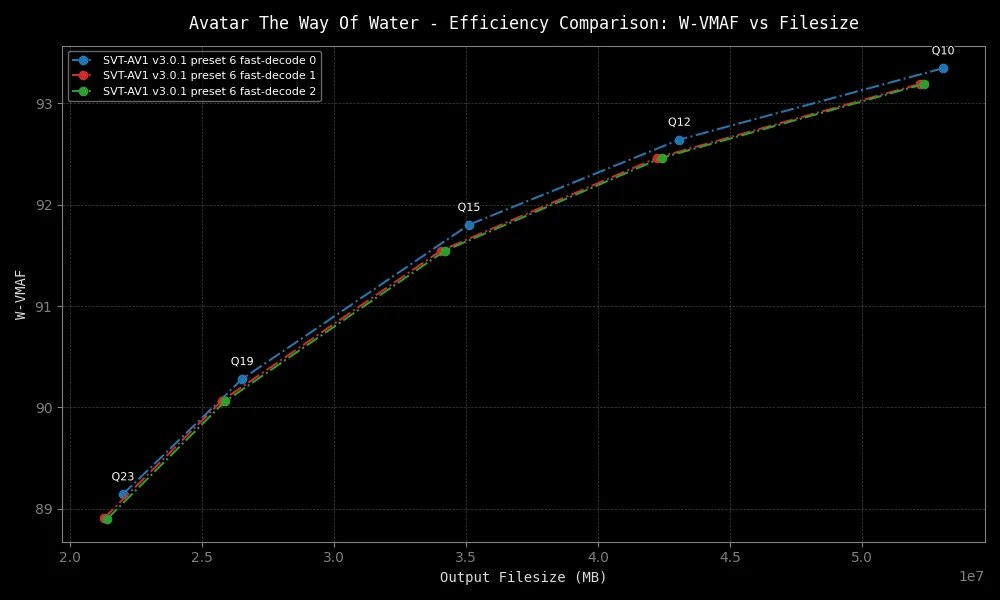 Avatar The Way Of Water - Efficiency Comparison: W-VMAF vs Filesize
SVT-AV1 v3.0.1 preset 6 fast-decode 0
SVT-AV1 v3.0.1 preset 6 fast-decode 1
SVT-AV1 v3.0.1 preset 6 fast-decode 2
Q10
Q12
Q15
Q19
Q23
93
92
91
90
89
W-VMAF
2.0 2.5 3.0 3.5 4.0 4.5 5.0
1e7
Output Filesize (MB)